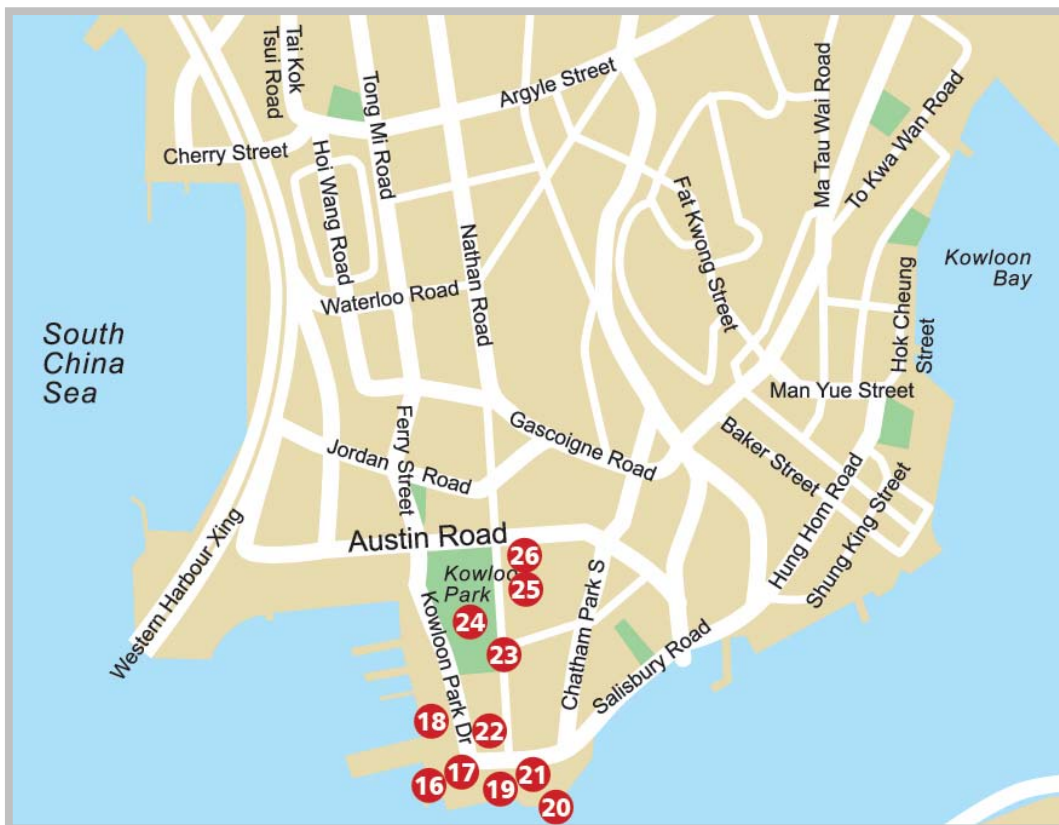 Tai Kok
Tsui Road
Tong Mi Road
Argyle Street
Ma Tau Wai Road
To Kwa Wan Road
Cherry Street
Hoi Wang Road
Fat Kwong Street
Nathan Road
Kowloon
Bay
Waterloo Road
Hok Cheung
Street
South
China
Sea
Man Yue Street
Ferry Street
Gascoigne Road
Baker Street
Jordan Road
Hung Hom Road
Shung King Street
Austin Road
Western Harbour Xing
26
Kowloon
Park
25
Kowloon Park Dr
24
Chatham Park S
23
Salisbury Road
18
22
17
21
16
19
20